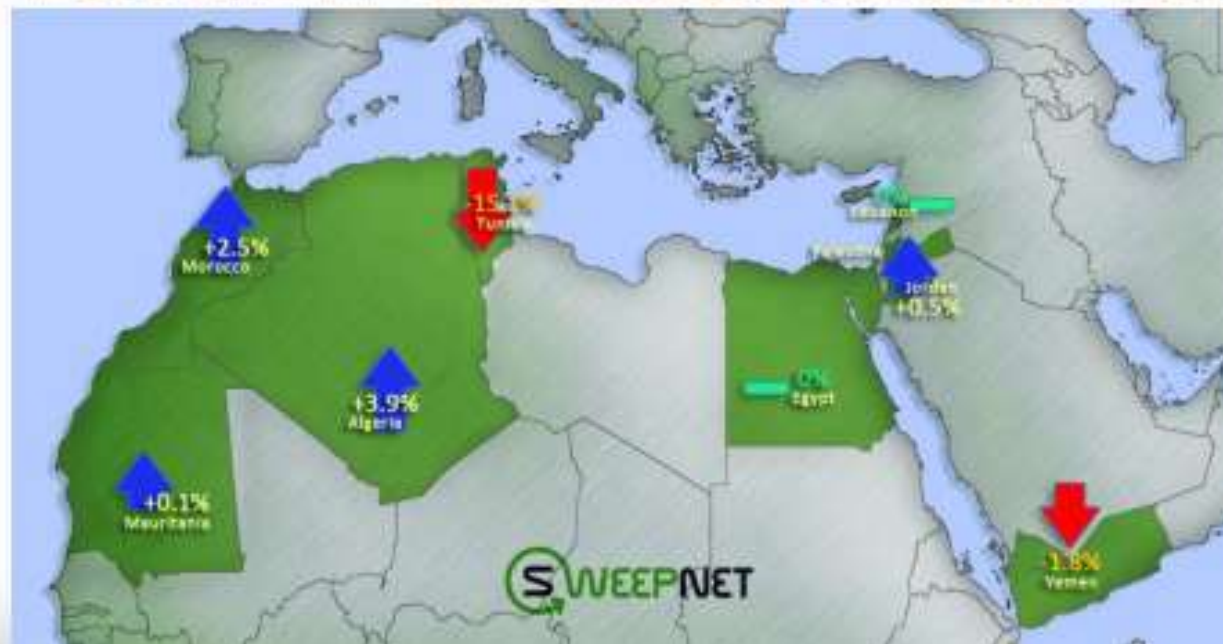 +2.5%
Morocco
Tunisia
Lebanon
Jordan
+0.5%
+3.9%
Algeria
0%
Egypt
+0.1%
Mauritania
SWEEPNET
1.8%
Yemen